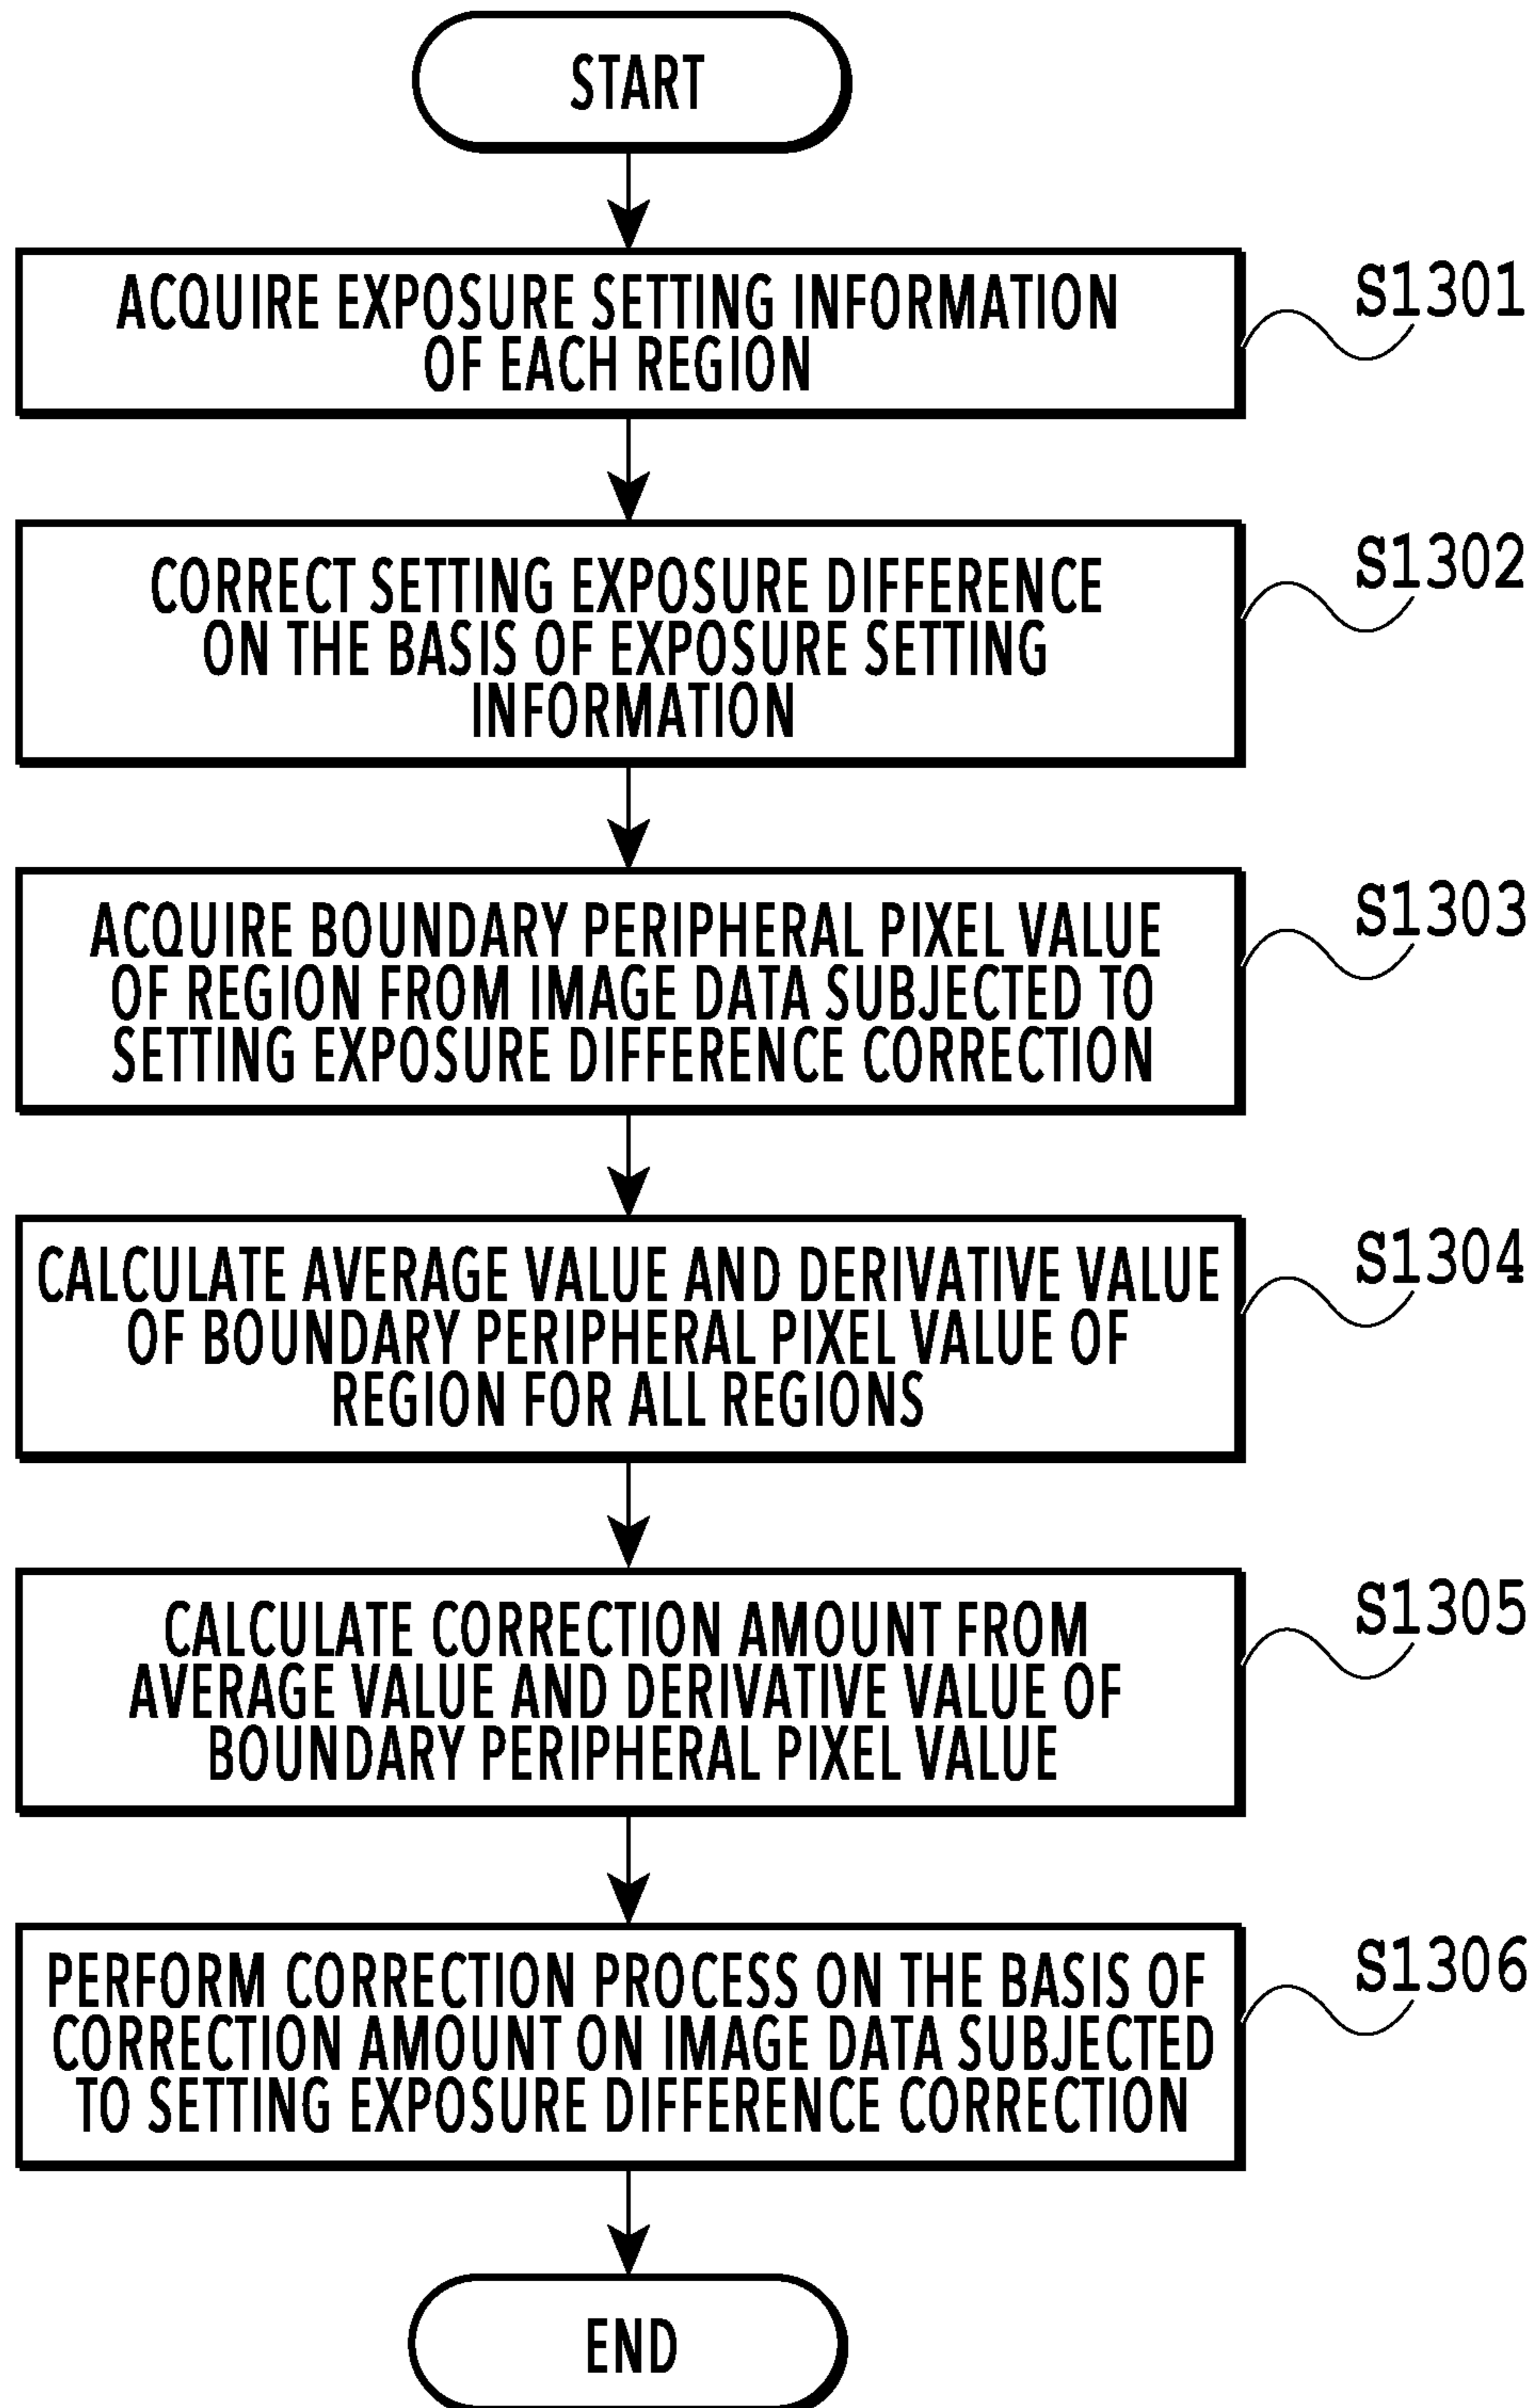 START
ACQUIRE EXPOSURE SETTING INFORMATION
OF EACH REGION
S1301
CORRECT SETTING EXPOSURE DIFFERENCE
ON THE BASIS OF EXPOSURE SETTING
INFORMATION
S1302
ACQUIRE BOUNDARY PERIPHERAL PIXEL VALUE
OF REGION FROM IMAGE DATA SUBJECTED TO
SETTING EXPOSURE DIFFERENCE CORRECTION
S1303
CALCULATE AVERAGE VALUE AND DERIVATIVE VALUE
OF BOUNDARY PERIPHERAL PIXEL VALUE OF
REGION FOR ALL REGIONS
S1304
CALCULATE CORRECTION AMOUNT FROM
AVERAGE VALUE AND DERIVATIVE VALUE OF
BOUNDARY PERIPHERAL PIXEL VALUE
S1305
PERFORM CORRECTION PROCESS ON THE BASIS OF
CORRECTION AMOUNT ON IMAGE DATA SUBJECTED
TO SETTING EXPOSURE DIFFERENCE CORRECTION
S1306
END